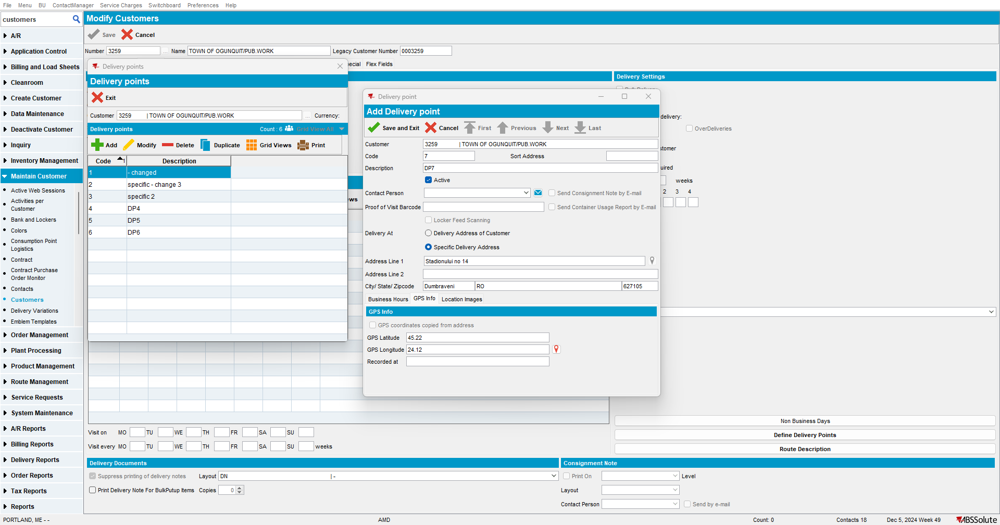 File Menu BU ContactManager Service Charges Switchboard Preferences Help
customers
Modify Customers
Save Cancel
Number 3259 ... Name TOWN OF OGUNQUIT/PUB.WORK Legacy Customer Number 0003259
ecial Flex Fields
A/R
Application Control
Billing and Load Sheets
Cleanroom
Create Customer
Data Maintenance
Deactivate Customer
Inquiry
Inventory Management
Maintain Customer
Active Web Sessions
Activities per
Customer
Bank and Lockers
Colors
Consumption Point
Logistics
Contract
Contract Purchase
Order Monitor
Contacts
Customers
Delivery Variations
Emblem Templates
Order Management
Plant Processing
Product Management
Route Management
Service Requests
System Maintenance
A/R Reports
Billing Reports
Delivery Reports
Order Reports
Tax Reports
Reports
Delivery points
Delivery points
Exit
Customer 3259 | TOWN OF OGUNQUIT/PUB.WORK ... Currency:
Delivery points Count : 6 Grid View All
Add Modify Delete Duplicate Grid Views Print
Code 1 Description
1 - changed
2 specific - change 3
3 specific 2
4 DP4
5 DP5
6 DP6
ws
Delivery point
Add Delivery point
Save and Exit Cancel First Previous Next Last
Customer 3259 | TOWN OF OGUNQUIT/PUB.WORK
Code 7 Sort Address
Description DP7
Active
Contact Person Send Consignment Note by E-mail
Proof of Visit Barcode Send Container Usage Report by E-mail
Locker Feed Scanning
Delivery At Delivery Address of Customer
Specific Delivery Address
Address Line 1 Stadionului no 14
Address Line 2
City/ State/ Zipcode Dumbraveni RO 627105
Business Hours GPS Info Location Images
GPS Info
GPS coordinates copied from address
GPS Latitude 45.22
GPS Longitude 24.12
Recorded at
Delivery Settings
delivery:
OverDeliveries
stomer
uired
weeks
2 3 4
Non Business Days
Define Delivery Points
Route Description
Visit on MO TU WE TH FR SA SU
Visit every MO TU WE TH FR SA SU weeks
Delivery Documents
Suppress printing of delivery notes Layout DN | -
Print Delivery Note For BulkPutup Items Copies 0
Consignment Note
Print On Level
Layout
Contact Person Send by e-mail
PORTLAND, ME - - AMD Count: 0 Contacts 18 Dec 5, 2024 Week 49 ABSSolute